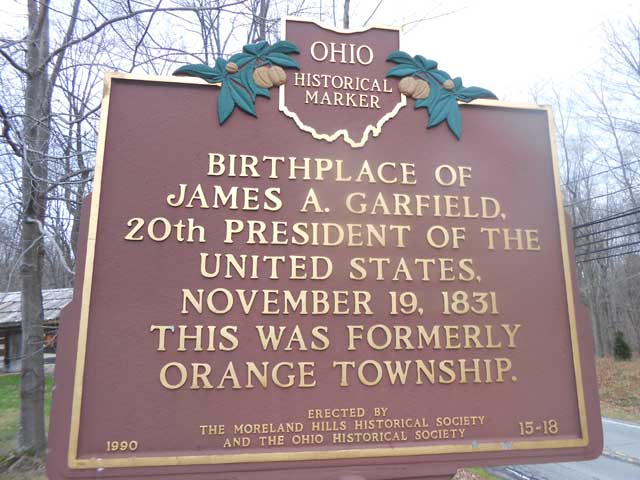 OHIO
HISTORICAL
MARKER
BIRTHPLACE OF
JAMES A. GARFIELD,
20th PRESIDENT OF THE
UNITED STATES,
NOVEMBER 19, 1831
THIS WAS FORMERLY
ORANGE TOWNSHIP.
ERECTED BY
THE MORELAND HILLS HISTORICAL SOCIETY
AND THE OHIO HISTORICAL SOCIETY
1990
15-18